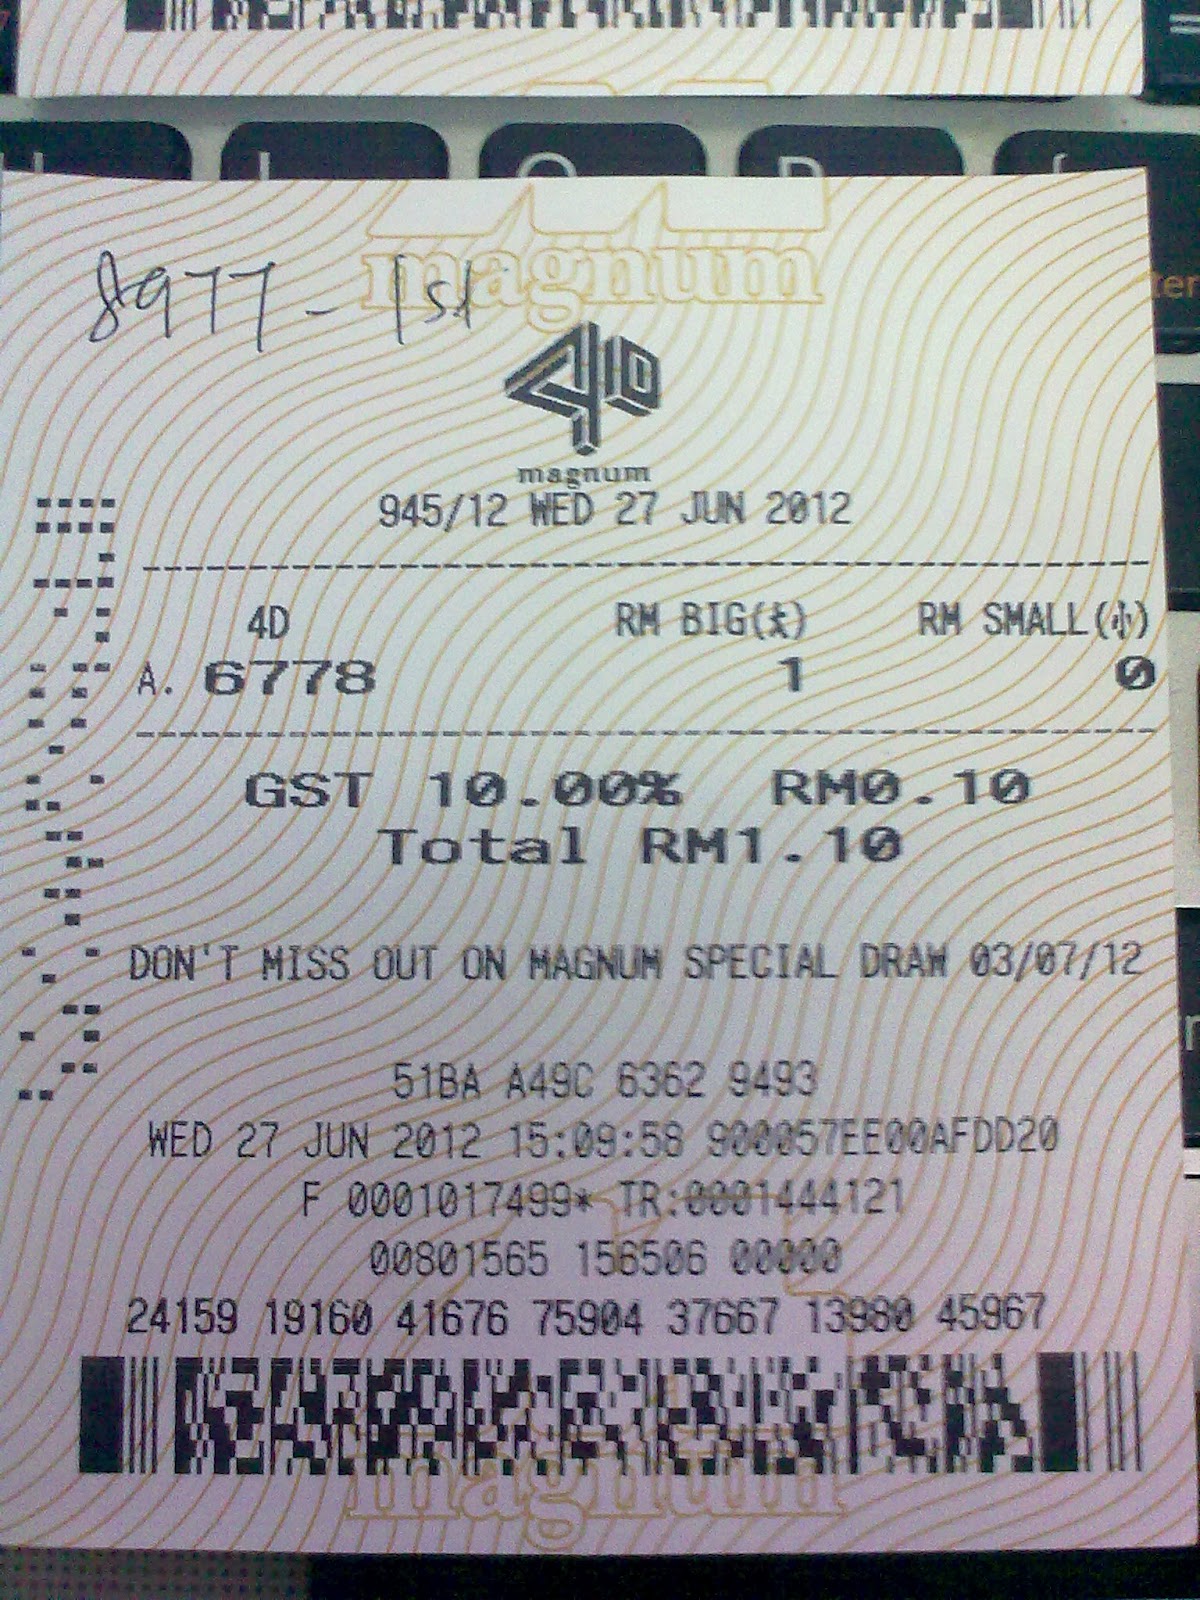 magnum
8977 - 1st
4D
magnum
945/12 WED 27 JUN 2012
4D RM BIG(大) RM SMALL(小)
A. 6778 1 0
GST 10.00% RM0.10
Total RM1.10
DON'T MISS OUT ON MAGNUM SPECIAL DRAW 03/07/12
51BA A49C 6362 9493
WED 27 JUN 2012 15:09:58 900057EE00AFDD20
F 0001017499* TR:0001444121
00801565 156506 00000
24159 19160 41676 75904 37667 13980 45967
magnum